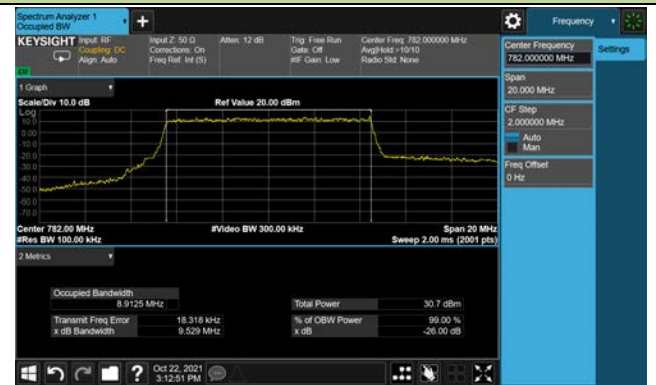 Spectrum Analyzer 1
Occupied BW
Frequency
KEYSIGHT
Input: RF
Coupling: DC
Align: Auto
Input Z: 50 Ω
Corrections: On
Freq Ref: Int (S)
Atten: 12 dB
Trig: Free Run
Gate: Off
#IF Gain: Low
Center Freq: 782.000000 MHz
Avg|Hold:>10/10
Radio Std: None
Center Frequency
782.000000 MHz
Settings
Span
20.000 MHz
CF Step
2.000000 MHz
Auto
Man
Freq Offset
0 Hz
1 Graph
Scale/Div 10.0 dB
Ref Value 20.00 dBm
Log
10.0
0.00
-10.0
-20.0
-30.0
-40.0
-50.0
-60.0
-70.0
Center 782.00 MHz
#Video BW 300.00 kHz
Span 20 MHz
#Res BW 100.00 kHz
Sweep 2.00 ms (2001 pts)
2 Metrics
Occupied Bandwidth
8.9125 MHz
Total Power
30.7 dBm
Transmit Freq Error
18.318 kHz
% of OBW Power
99.00 %
x dB Bandwidth
9.529 MHz
x dB
-26.00 dB
Oct 22, 2021
3:12:51 PM